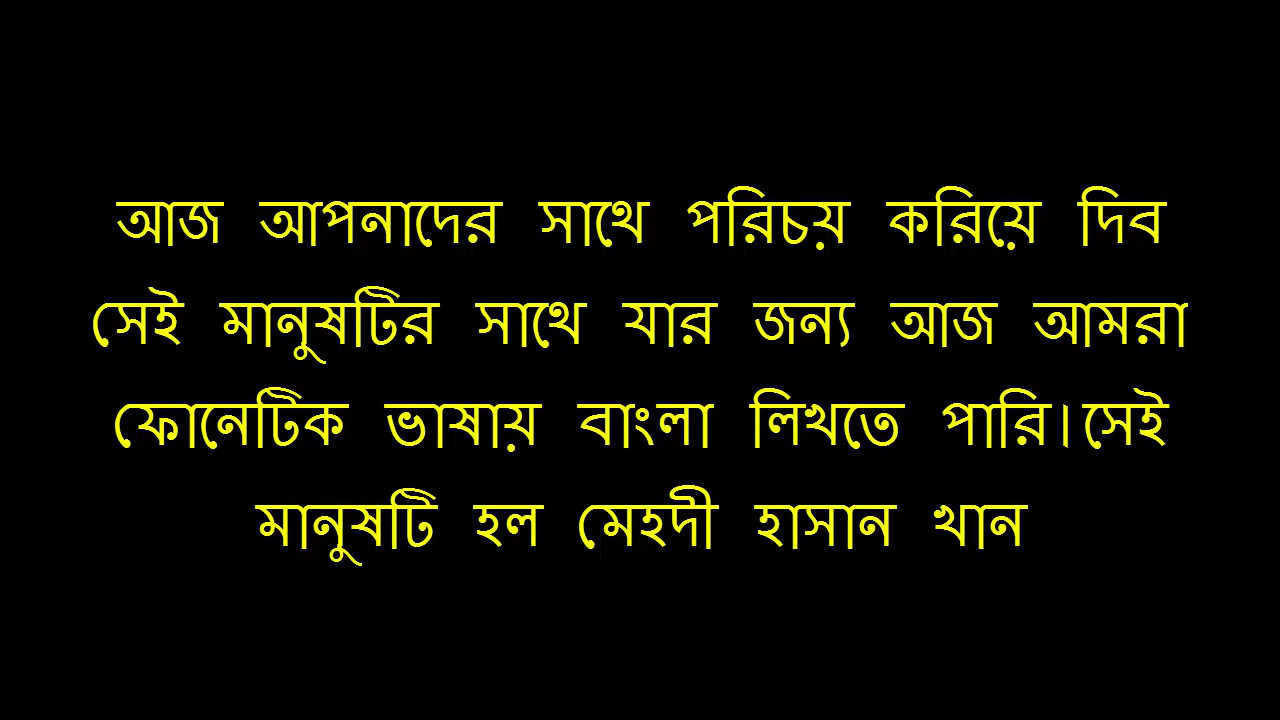 আজ আপনাদের সাথে পরিচয় করিয়ে দিব
সেই মানুষটির সাথে যার জন্য আজ আমরা
ফোনেটিক ভাষায় বাংলা লিখতে পারি।সেই
মানুষটি হল মেহদী হাসান খান